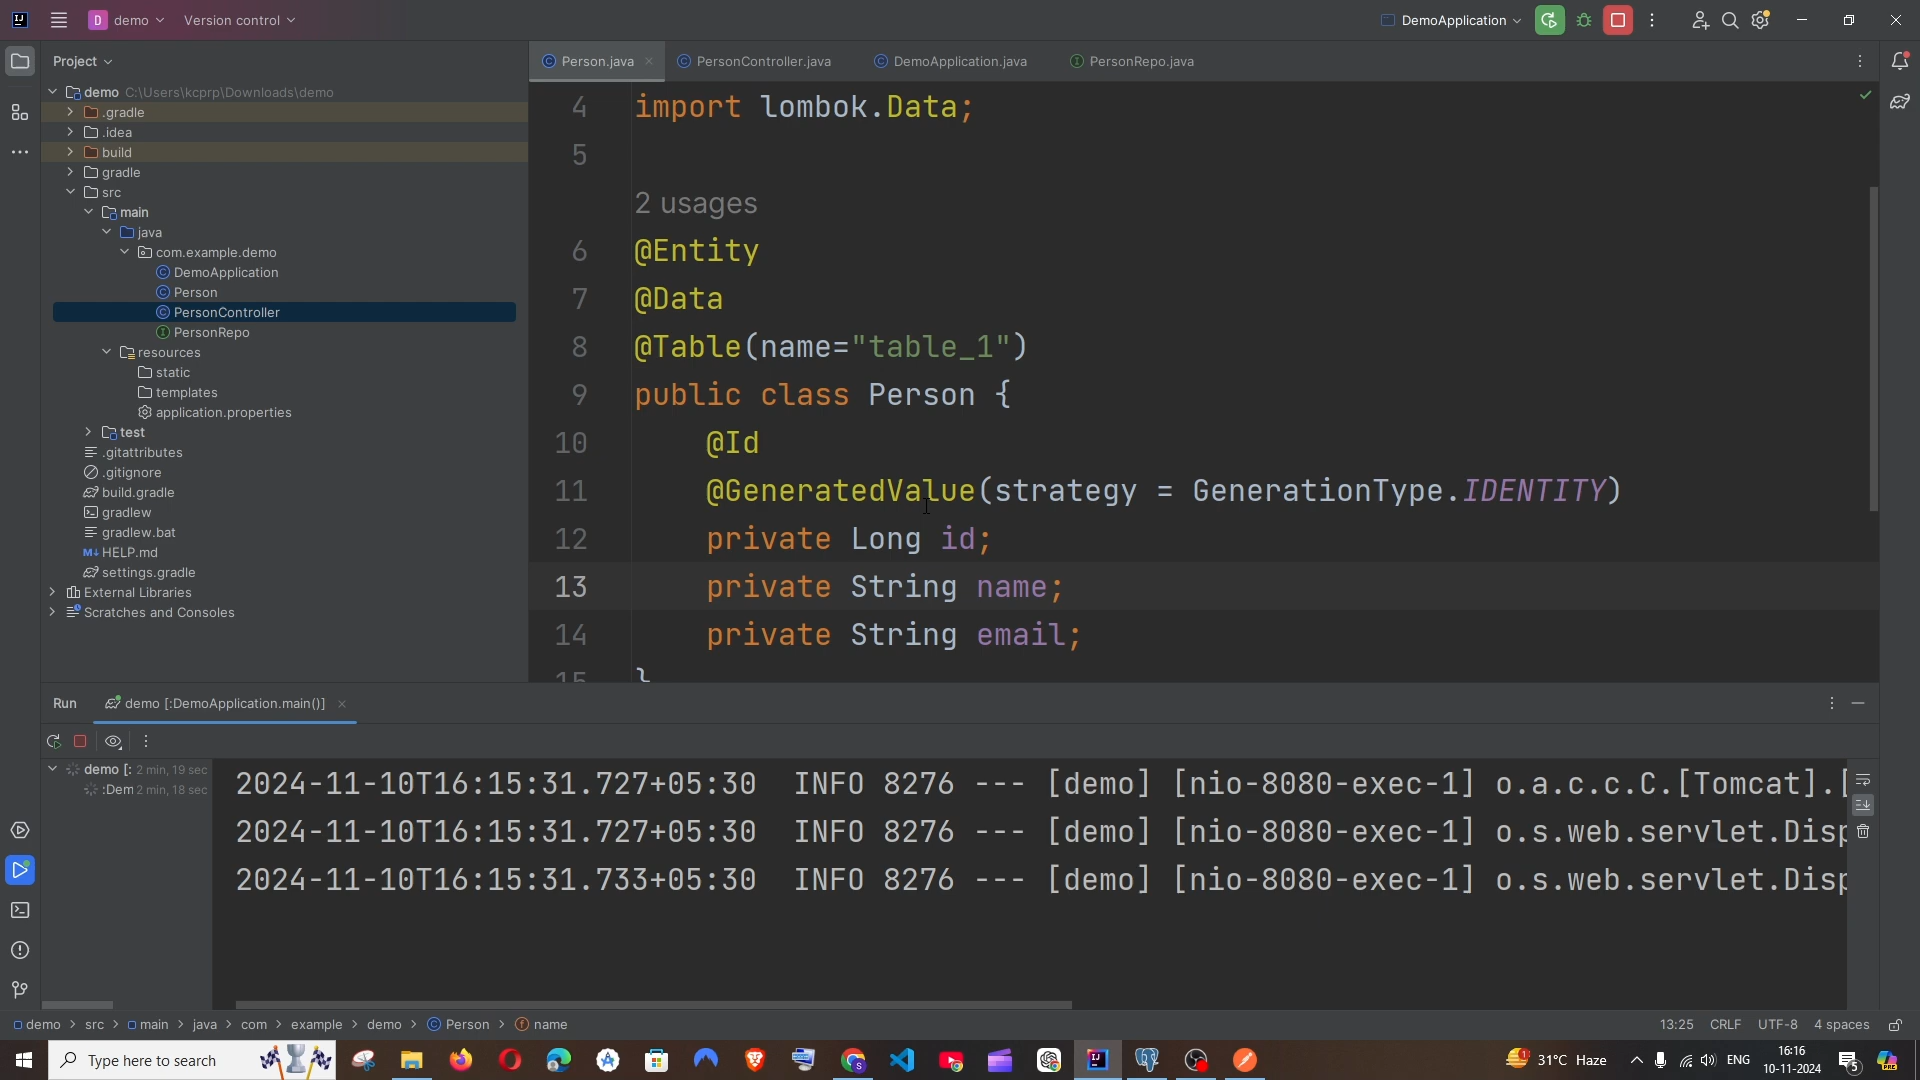 D demo Version control DemoApplication
Project
Person.java PersonController.java DemoApplication.java PersonRepo.java
demo C:\Users\kcprp\Downloads\demo
.gradle
.idea
build
gradle
src
main
java
com.example.demo
DemoApplication
Person
PersonController
PersonRepo
resources
static
templates
application.properties
test
.gitattributes
.gitignore
build.gradle
gradlew
gradlew.bat
HELP.md
settings.gradle
External Libraries
Scratches and Consoles
4 import lombok.Data;
5
2 usages
6 @Entity
7 @Data
8 @Table(name="table_1")
9 public class Person {
10 @Id
11 @GeneratedValue(strategy = GenerationType.IDENTITY)
12 private Long id;
13 private String name;
14 private String email;
15 }
Run demo [:DemoApplication.main()]
demo [: 2 min, 19 sec
:Dem 2 min, 18 sec
2024-11-10T16:15:31.727+05:30 INFO 8276 --- [demo] [nio-8080-exec-1] o.a.c.c.C.[Tomcat].[
2024-11-10T16:15:31.727+05:30 INFO 8276 --- [demo] [nio-8080-exec-1] o.s.web.servlet.Disp
2024-11-10T16:15:31.733+05:30 INFO 8276 --- [demo] [nio-8080-exec-1] o.s.web.servlet.Disp
demo > src > main > java > com > example > demo > Person > name
13:25 CRLF UTF-8 4 spaces
Type here to search
31°C Haze
ENG
16:16
10-11-2024
5